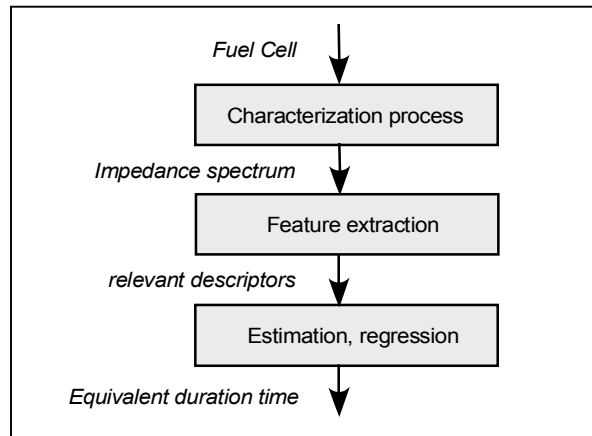 Fuel Cell
Characterization process
Impedance spectrum
Feature extraction
relevant descriptors
Estimation, regression
Equivalent duration time